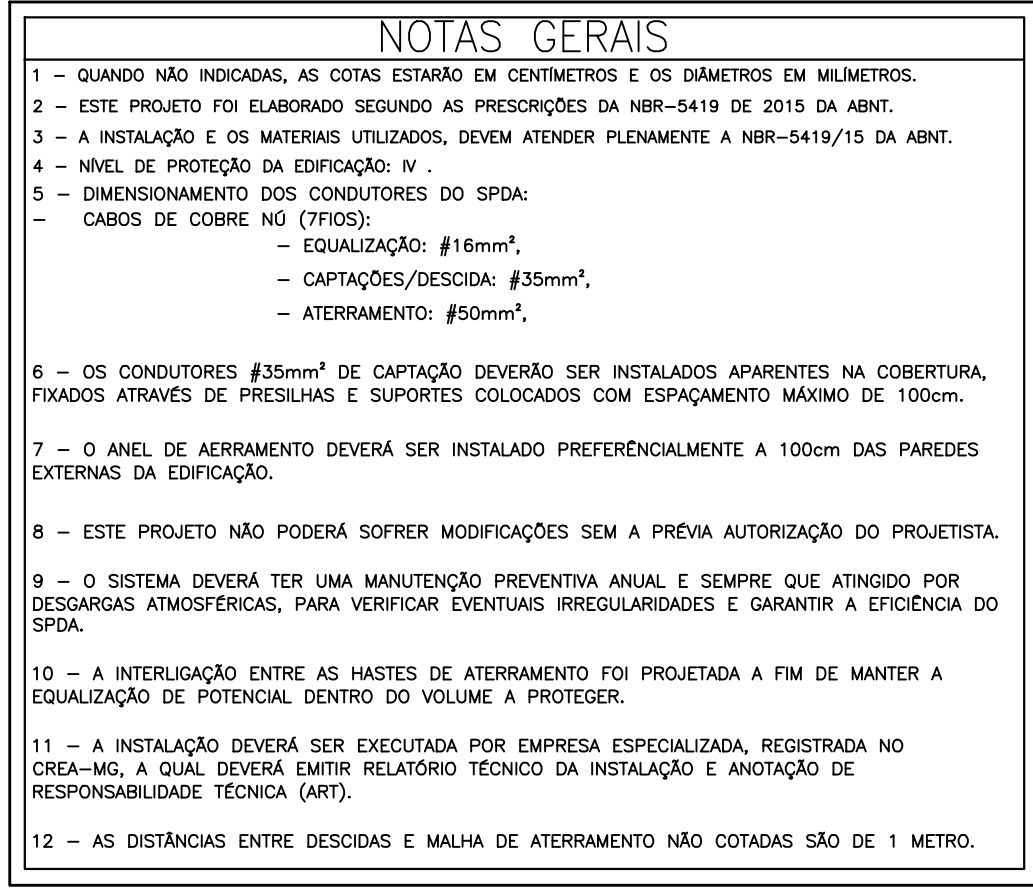 NOTAS GERAIS
1 – QUANDO NÃO INDICADAS, AS COTAS ESTARÃO EM CENTÍMETROS E OS DIÂMETROS EM MILÍMETROS.
2 – ESTE PROJETO FOI ELABORADO SEGUNDO AS PRESCRIÇÕES DA NBR–5419 DE 2015 DA ABNT.
3 – A INSTALAÇÃO E OS MATERIAIS UTILIZADOS, DEVEM ATENDER PLENAMENTE A NBR–5419/15 DA ABNT.
4 – NÍVEL DE PROTEÇÃO DA EDIFICAÇÃO: IV .
5 – DIMENSIONAMENTO DOS CONDUTORES DO SPDA:
– CABOS DE COBRE NÚ (7FIOS):
– EQUALIZAÇÃO: #16mm²,
– CAPTAÇÕES/DESCIDA: #35mm²,
– ATERRAMENTO: #50mm²,
6 – OS CONDUTORES #35mm² DE CAPTAÇÃO DEVERÃO SER INSTALADOS APARENTES NA COBERTURA,
FIXADOS ATRAVÉS DE PRESILHAS E SUPORTES COLOCADOS COM ESPAÇAMENTO MÁXIMO DE 100cm.
7 – O ANEL DE AERRAMENTO DEVERÁ SER INSTALADO PREFERÊNCIALMENTE A 100cm DAS PAREDES
EXTERNAS DA EDIFICAÇÃO.
8 – ESTE PROJETO NÃO PODERÁ SOFRER MODIFICAÇÕES SEM A PRÉVIA AUTORIZAÇÃO DO PROJETISTA.
9 – O SISTEMA DEVERÁ TER UMA MANUTENÇÃO PREVENTIVA ANUAL E SEMPRE QUE ATINGIDO POR
DESGARGAS ATMOSFÉRICAS, PARA VERIFICAR EVENTUAIS IRREGULARIDADES E GARANTIR A EFICIÊNCIA DO
SPDA.
10 – A INTERLIGAÇÃO ENTRE AS HASTES DE ATERRAMENTO FOI PROJETADA A FIM DE MANTER A
EQUALIZAÇÃO DE POTENCIAL DENTRO DO VOLUME A PROTEGER.
11 – A INSTALAÇÃO DEVERÁ SER EXECUTADA POR EMPRESA ESPECIALIZADA, REGISTRADA NO
CREA–MG, A QUAL DEVERÁ EMITIR RELATÓRIO TÉCNICO DA INSTALAÇÃO E ANOTAÇÃO DE
RESPONSABILIDADE TÉCNICA (ART).
12 – AS DISTÂNCIAS ENTRE DESCIDAS E MALHA DE ATERRAMENTO NÃO COTADAS SÃO DE 1 METRO.